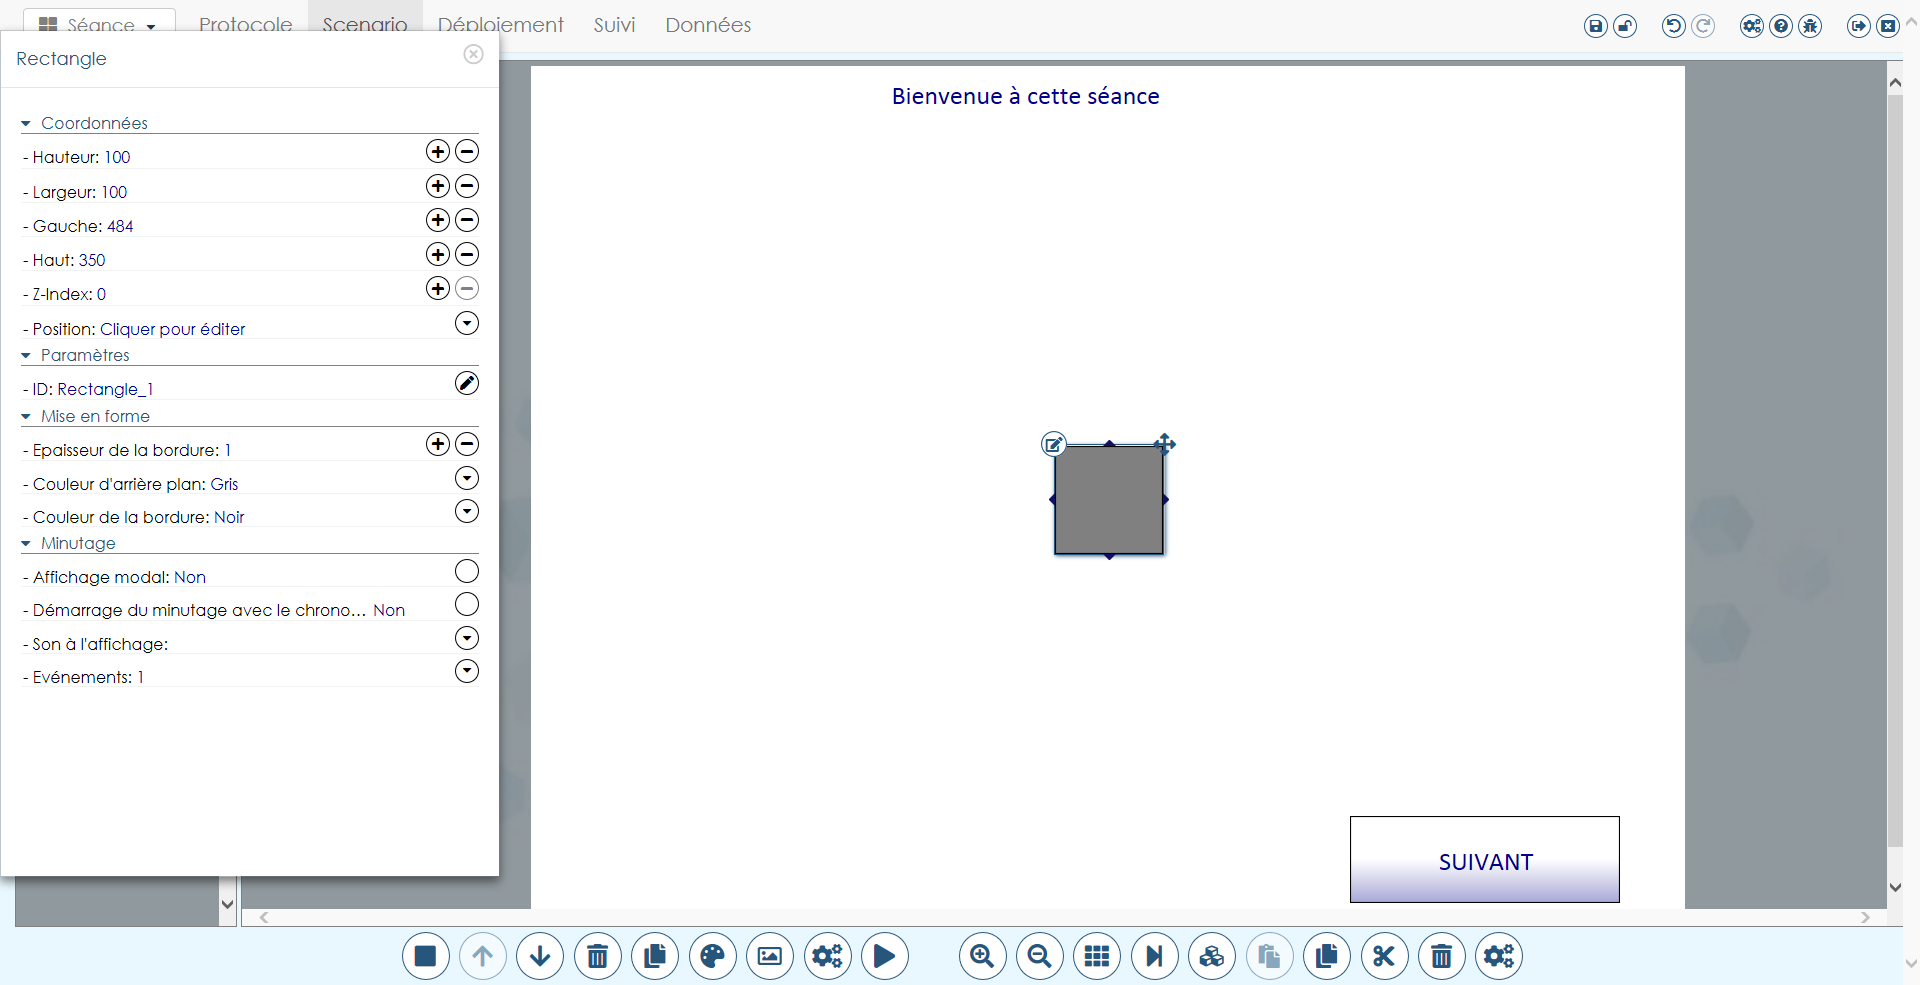 Séance Protocole Scenario Déploiement Suivi Données
Rectangle
Coordonnées
- Hauteur: 100
- Largeur: 100
- Gauche: 484
- Haut: 350
- Z-Index: 0
- Position: Cliquer pour éditer
Paramètres
- ID: Rectangle_1
Mise en forme
- Epaisseur de la bordure: 1
- Couleur d'arrière plan: Gris
- Couleur de la bordure: Noir
Minutage
- Affichage modal: Non
- Démarrage du minutage avec le chrono... Non
- Son à l'affichage:
- Evénements: 1
Bienvenue à cette séance
SUIVANT